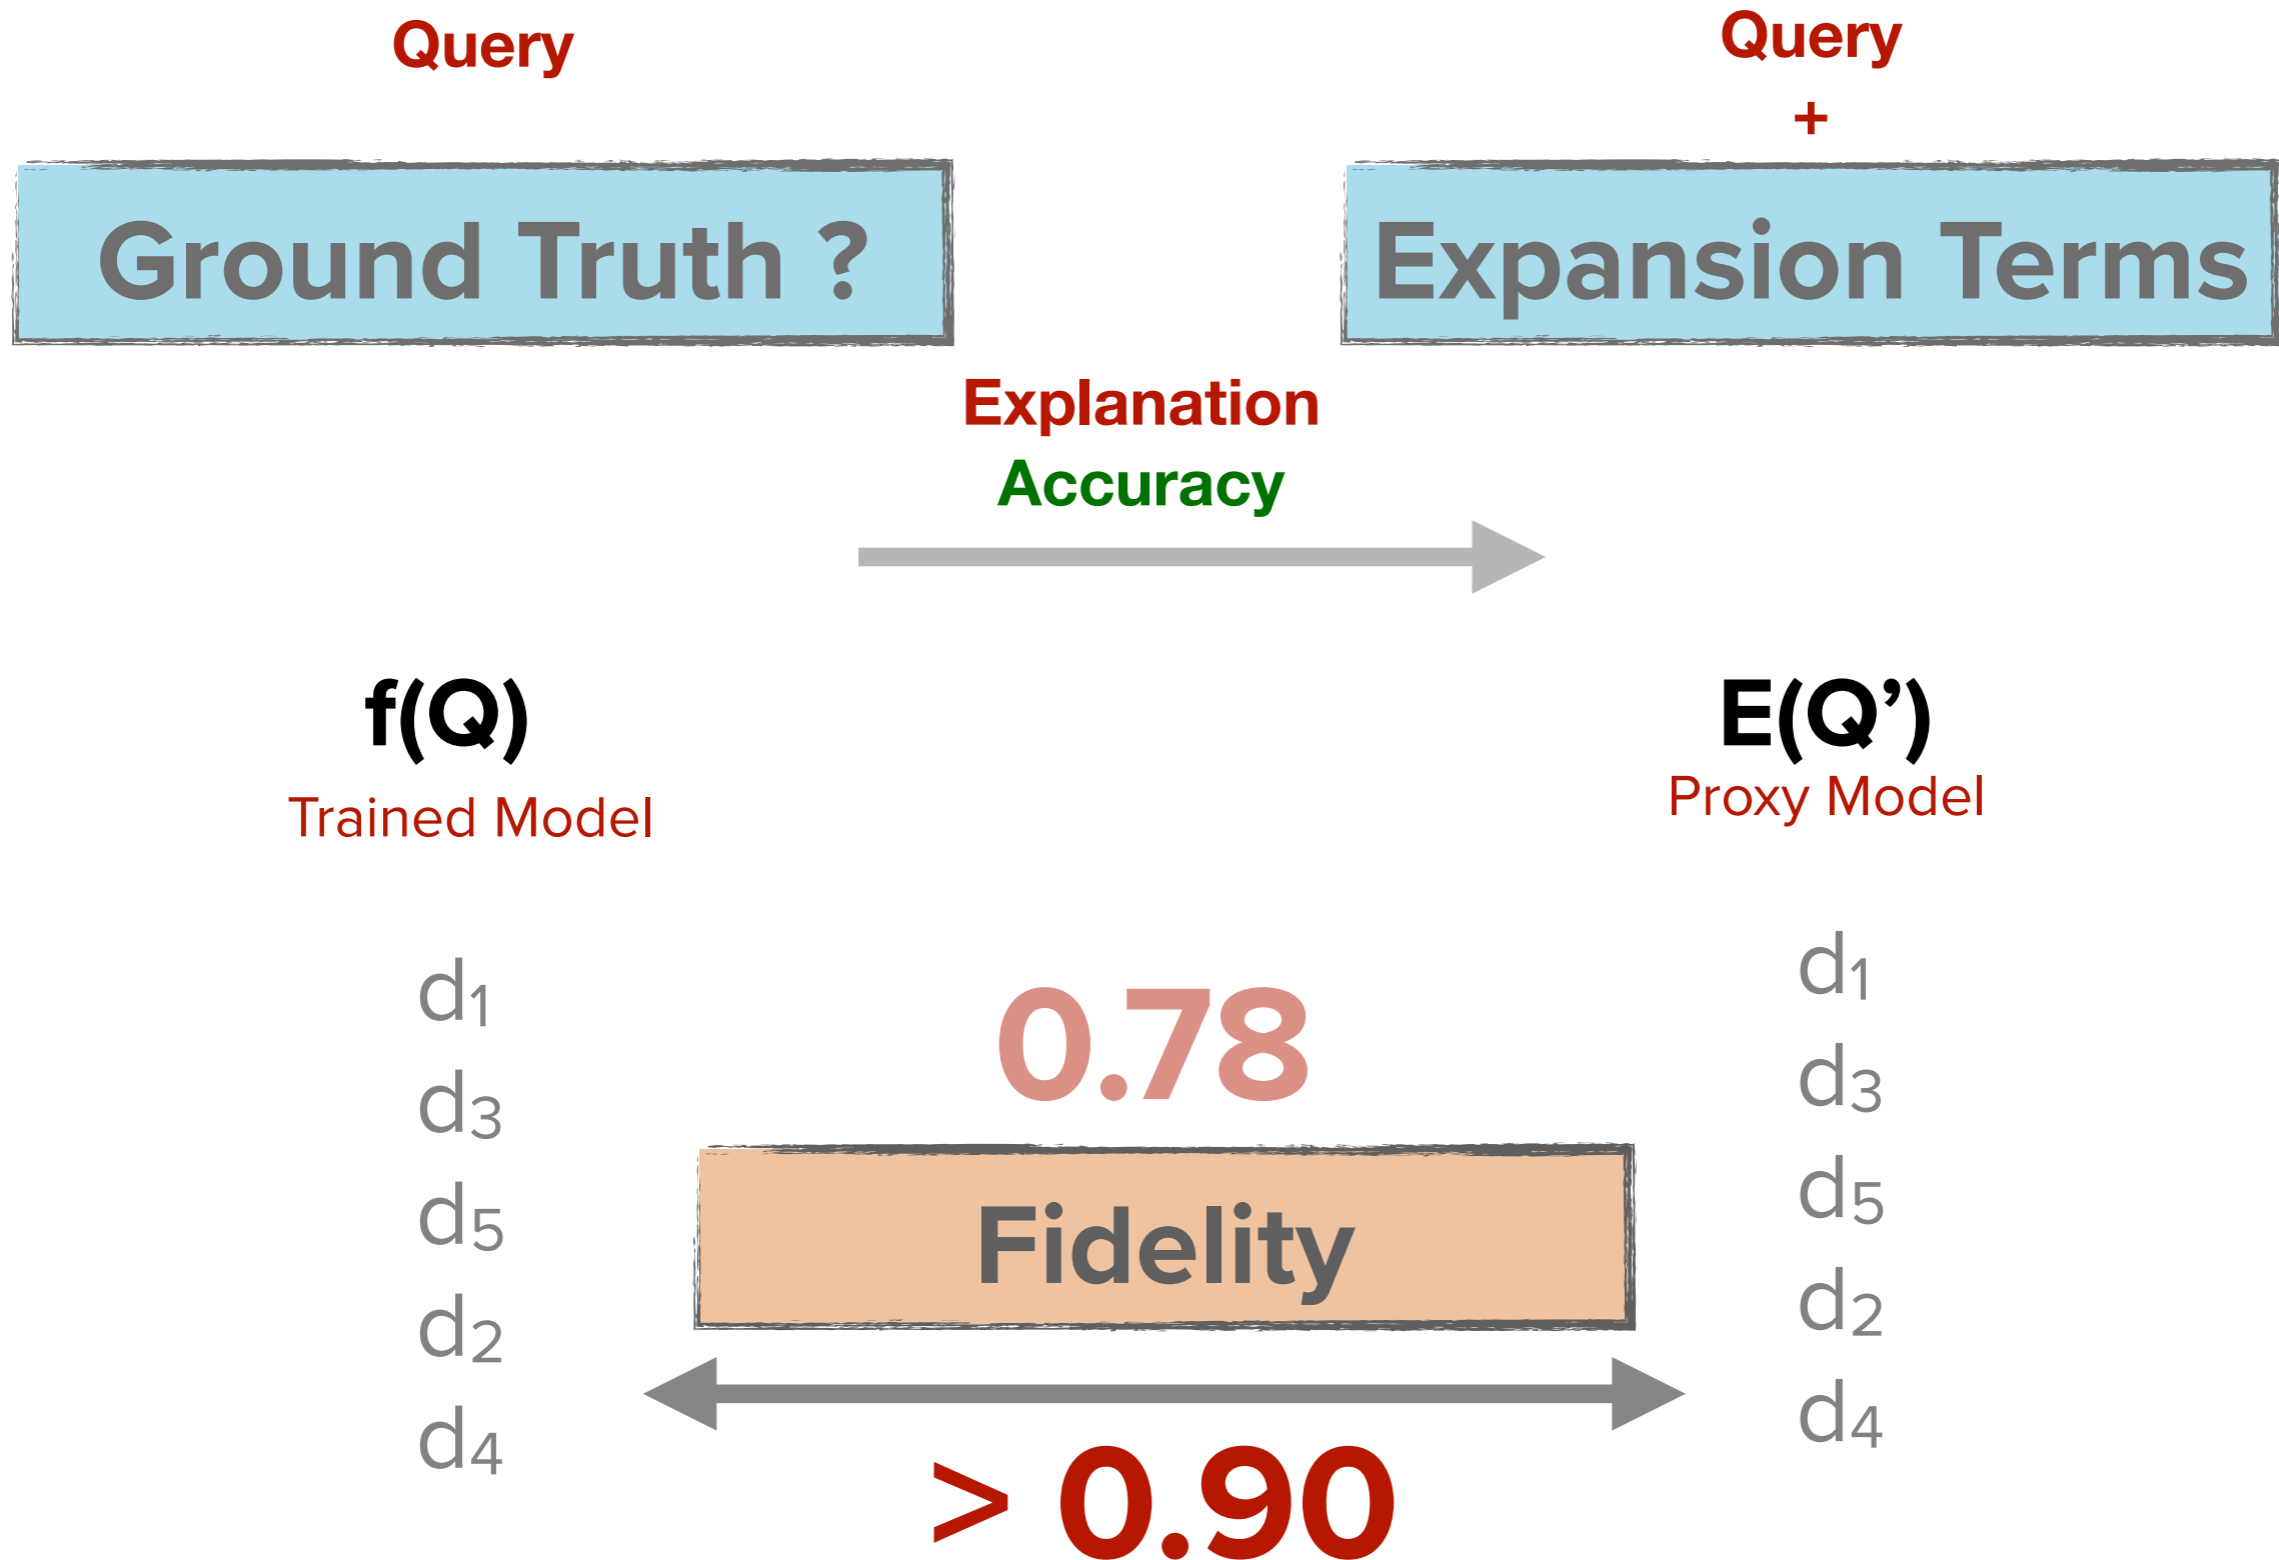 Query
Query
+
Ground Truth ?
Expansion Terms
Explanation
Accuracy
f(Q)
Trained Model
E(Q’)
Proxy Model
d1
d3
d5
d2
d4
0.78
Fidelity
> 0.90
d1
d3
d5
d2
d4